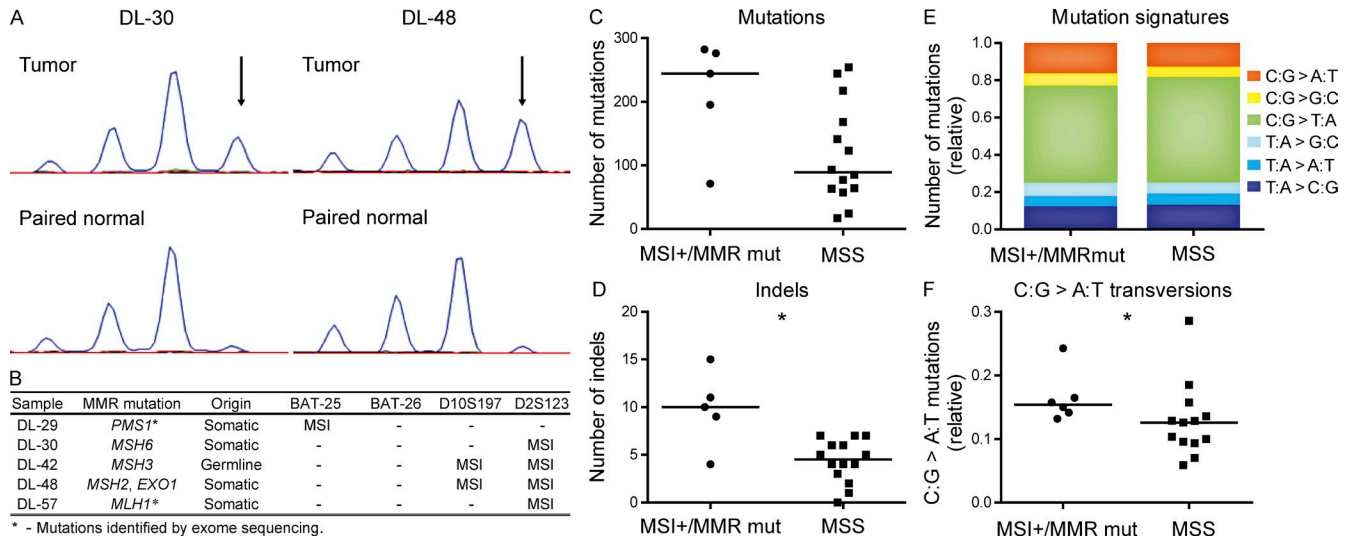 A
DL-30
DL-48
Tumor
Tumor
Paired normal
Paired normal
B
Sample MMR mutation Origin BAT-25 BAT-26 D10S197 D2S123
DL-29 PMS1* Somatic MSI - - -
DL-30 MSH6 Somatic - - - MSI
DL-42 MSH3 Germline - - MSI MSI
DL-48 MSH2, EXO1 Somatic - - MSI MSI
DL-57 MLH1* Somatic - - - MSI
* - Mutations identified by exome sequencing.
C
Mutations
Number of mutations
300
200
100
0
MSI+/MMR mut
MSS
D
Indels
*
Number of indels
20
15
10
5
0
MSI+/MMR mut
MSS
E
Mutation signatures
Number of mutations
(relative)
1.0
0.8
0.6
0.4
0.2
0.0
MSI+/MMRmut
MSS
C:G > A:T
C:G > G:C
C:G > T:A
T:A > G:C
T:A > A:T
T:A > C:G
F
C:G > A:T transversions
*
C:G > A:T mutations
(relative)
0.3
0.2
0.1
0.0
MSI+/MMR mut
MSS